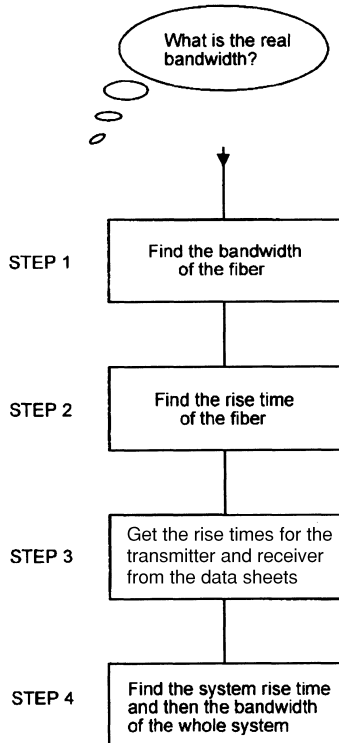 What is the real
bandwidth?
STEP 1
Find the bandwidth
of the fiber
STEP 2
Find the rise time
of the fiber
STEP 3
Get the rise times for the
transmitter and receiver
from the data sheets
STEP 4
Find the system rise time
and then the bandwidth
of the whole system